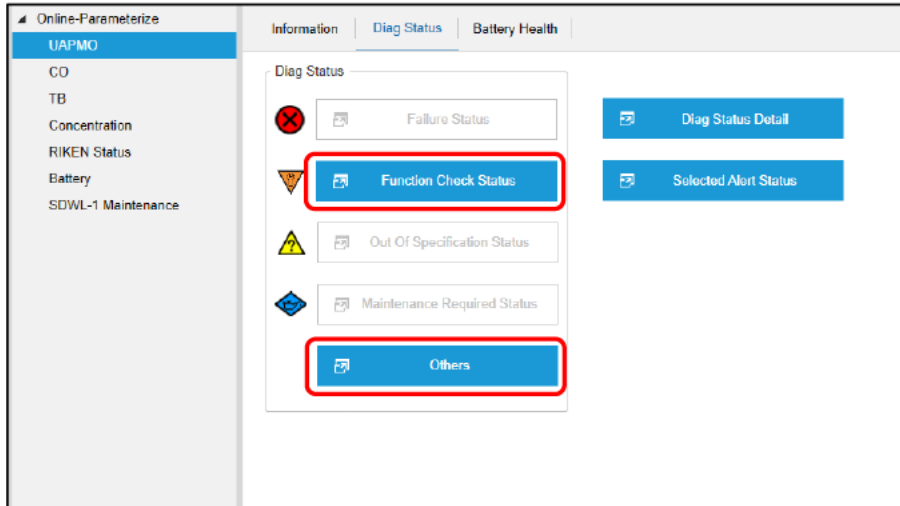 Online-Parameterize
UAPMO
CO
TB
Concentration
RIKEN Status
Battery
SDWL-1 Maintenance
Information
Diag Status
Battery Health
Diag Status
Failure Status
Function Check Status
Out Of Specification Status
Maintenance Required Status
Others
Diag Status Detail
Selected Alert Status